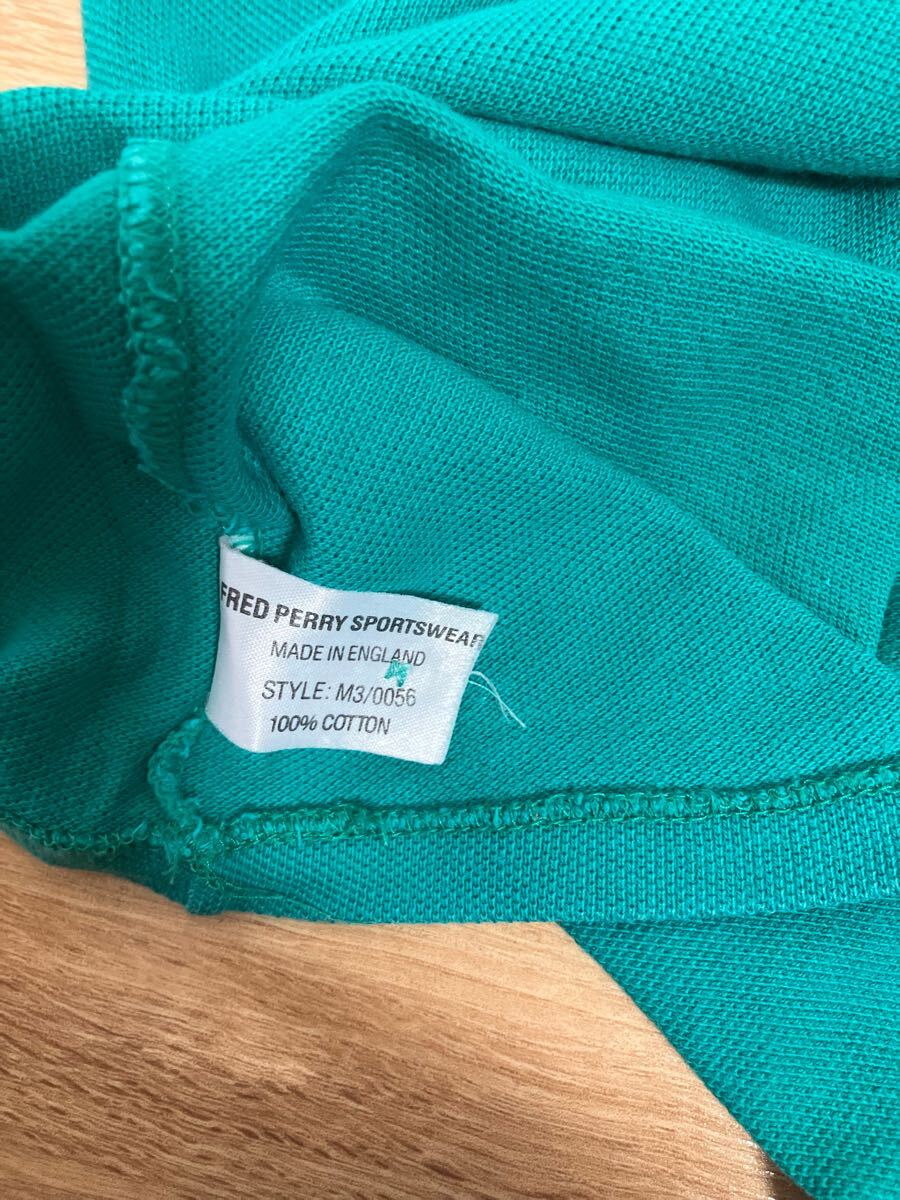 FRED PERRY SPORTSWEAR
MADE IN ENGLAND
STYLE: M3/0056
100% COTTON